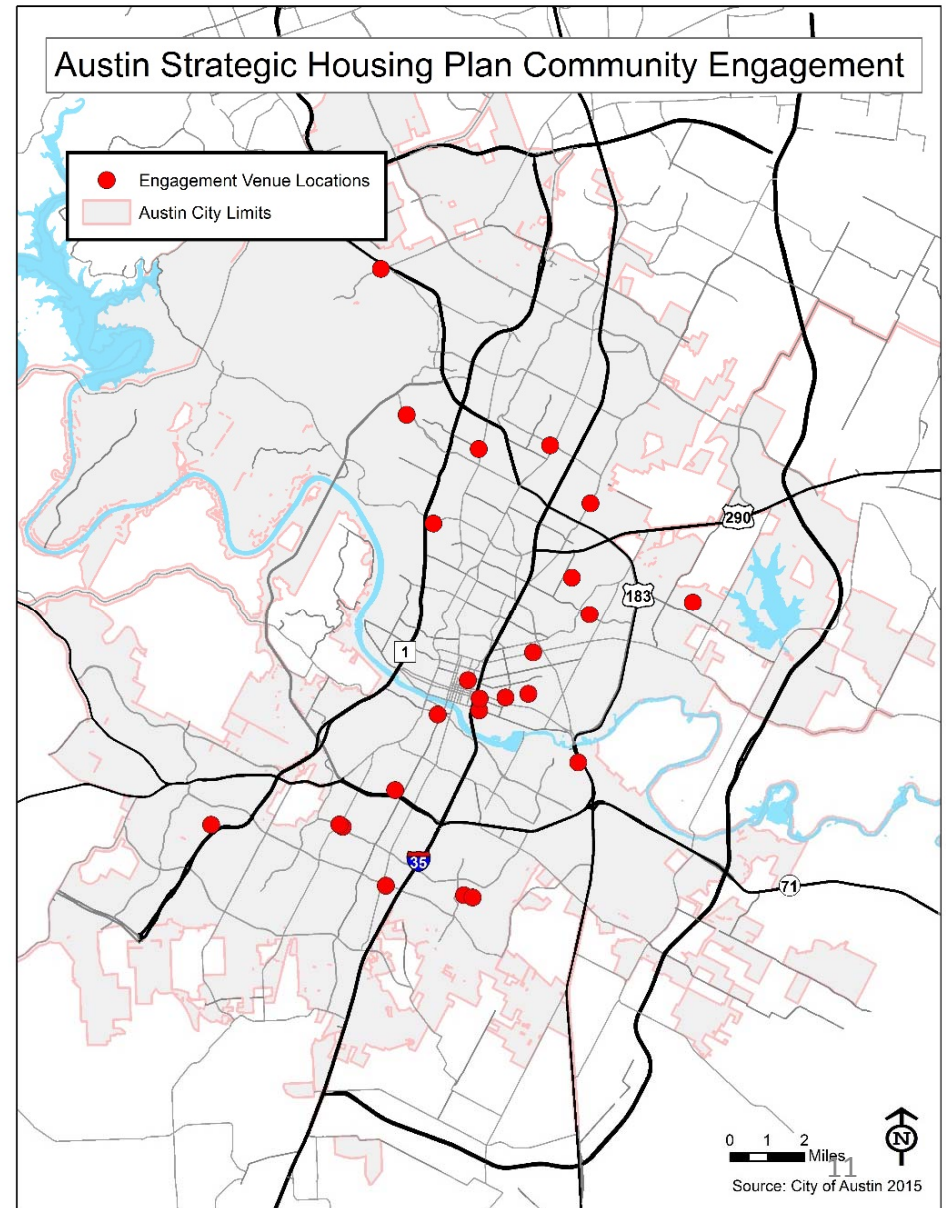 Austin Strategic Housing Plan Community Engagement
Engagement Venue Locations
Austin City Limits
290
183
1
35
71
N
0 1 2
Miles
11
Source: City of Austin 2015